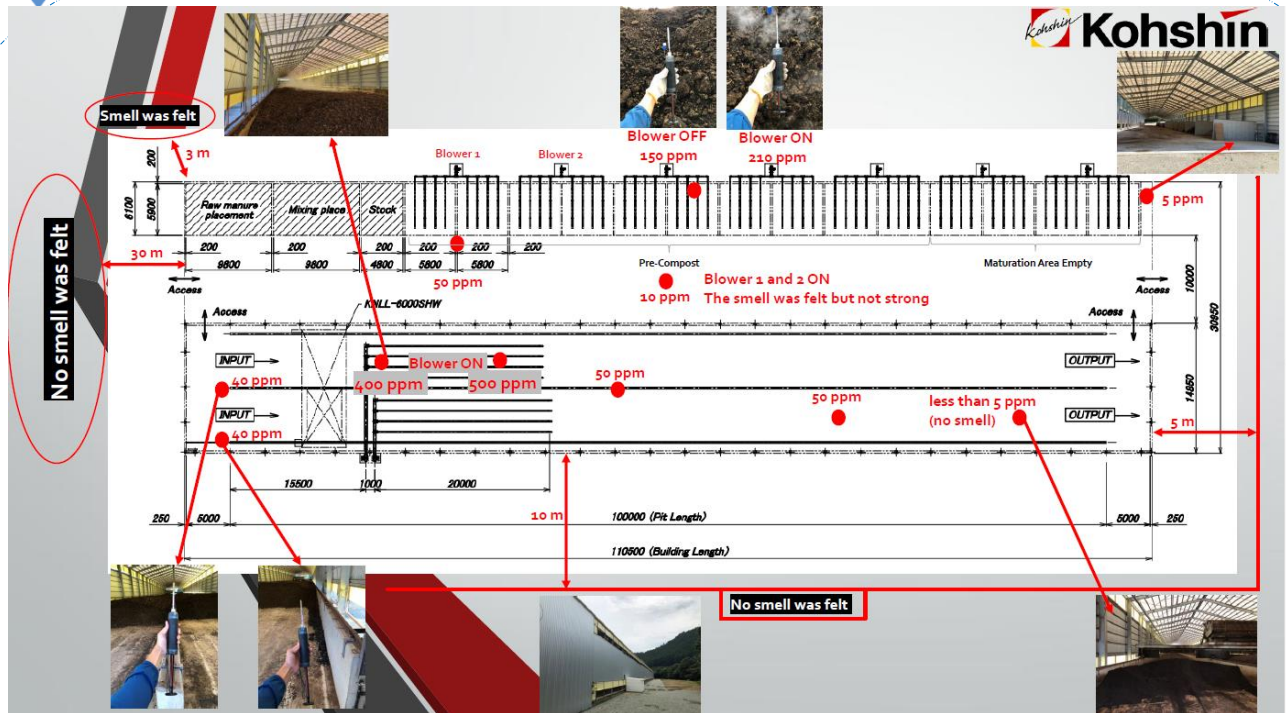 Kohshin
Kohshin
Smell was felt
3 m
Blower OFF
150 ppm
Blower ON
210 ppm
Blower 1
Blower 2
5 ppm
No smell was felt
30 m
200
6100
5900
Raw manure
placement
Mixing place
Stock
200
200
200
200
200
200
9800
9800
4800
5800
5800
50 ppm
Pre-Compost
Maturation Area Empty
10 ppm
Blower 1 and 2 ON
The smell was felt but not strong
10000
30950
14850
Access
Access
Access
Access
KNLL-6000SHW
INPUT
Blower ON
400 ppm
500 ppm
40 ppm
50 ppm
OUTPUT
INPUT
40 ppm
50 ppm
less than 5 ppm
(no smell)
OUTPUT
5 m
15500
1000
20000
10 m
250
5000
100000 (Pit Length)
5000
250
110500 (Building Length)
No smell was felt